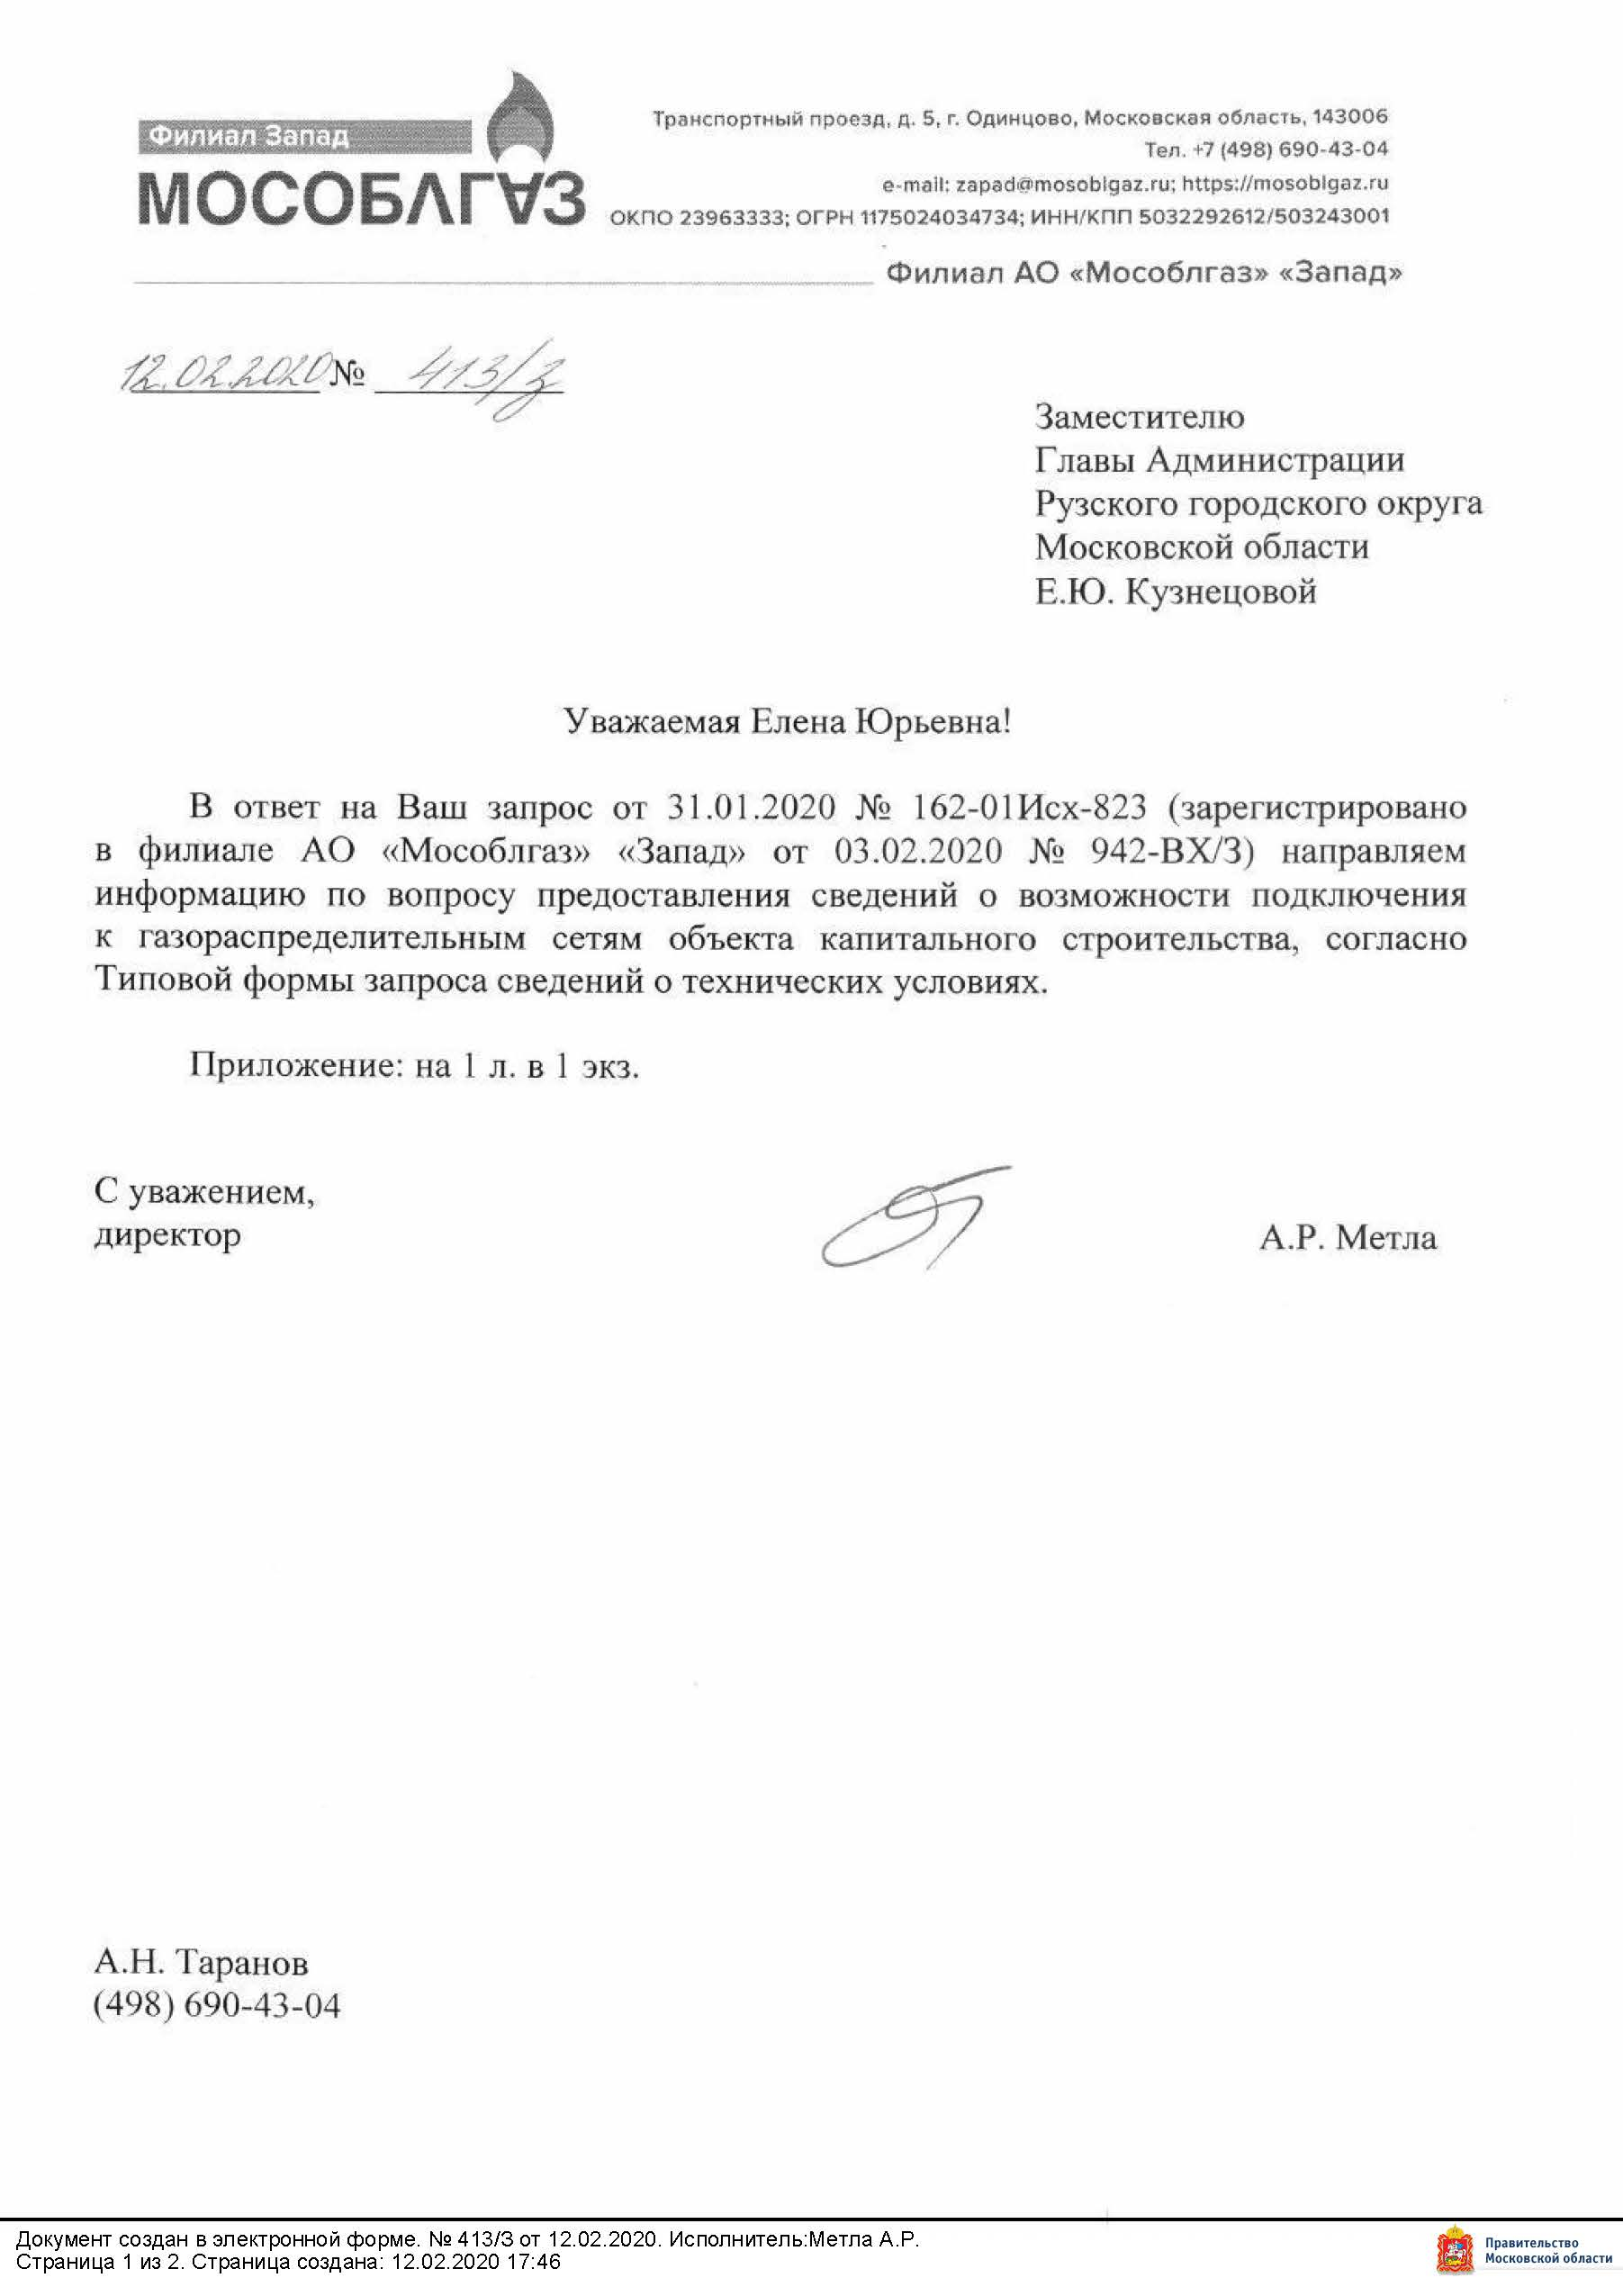 Филиал Запад
МОСОБЛГАЗ
Транспортный проезд, д. 5, г. Одинцово, Московская область, 143006
Тел. +7 (498) 690-43-04
e-mail: zapad@mosoblgaz.ru; https://mosoblgaz.ru
ОКПО 23963333; ОГРН 1175024034734; ИНН/КПП 5032292612/503243001
Филиал АО «Мособлгаз» «Запад»
12.02.2020 № 413/З
Заместителю
Главы Администрации
Рузского городского округа
Московской области
Е.Ю. Кузнецовой
Уважаемая Елена Юрьевна!
В ответ на Ваш запрос от 31.01.2020 № 162-01Исх-823 (зарегистрировано
в филиале АО «Мособлгаз» «Запад» от 03.02.2020 № 942-ВХ/З) направляем
информацию по вопросу предоставления сведений о возможности подключения
к газораспределительным сетям объекта капитального строительства, согласно
Типовой формы запроса сведений о технических условиях.
Приложение: на 1 л. в 1 экз.
С уважением,
директор
А.Р. Метла
А.Н. Таранов
(498) 690-43-04
Документ создан в электронной форме. № 413/З от 12.02.2020. Исполнитель:Метла А.Р.
Страница 1 из 2. Страница создана: 12.02.2020 17:46
Правительство
Московской области